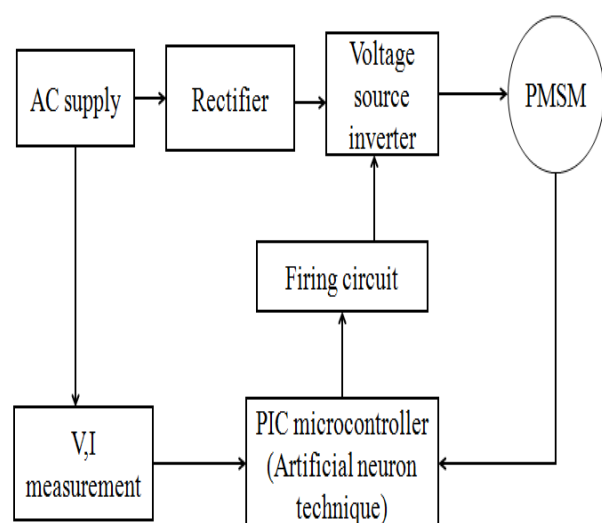 AC supply
Rectifier
Voltage
source
inverter
PMSM
Firing circuit
V,I
measurement
PIC microcontroller
(Artificial neuron
technique)